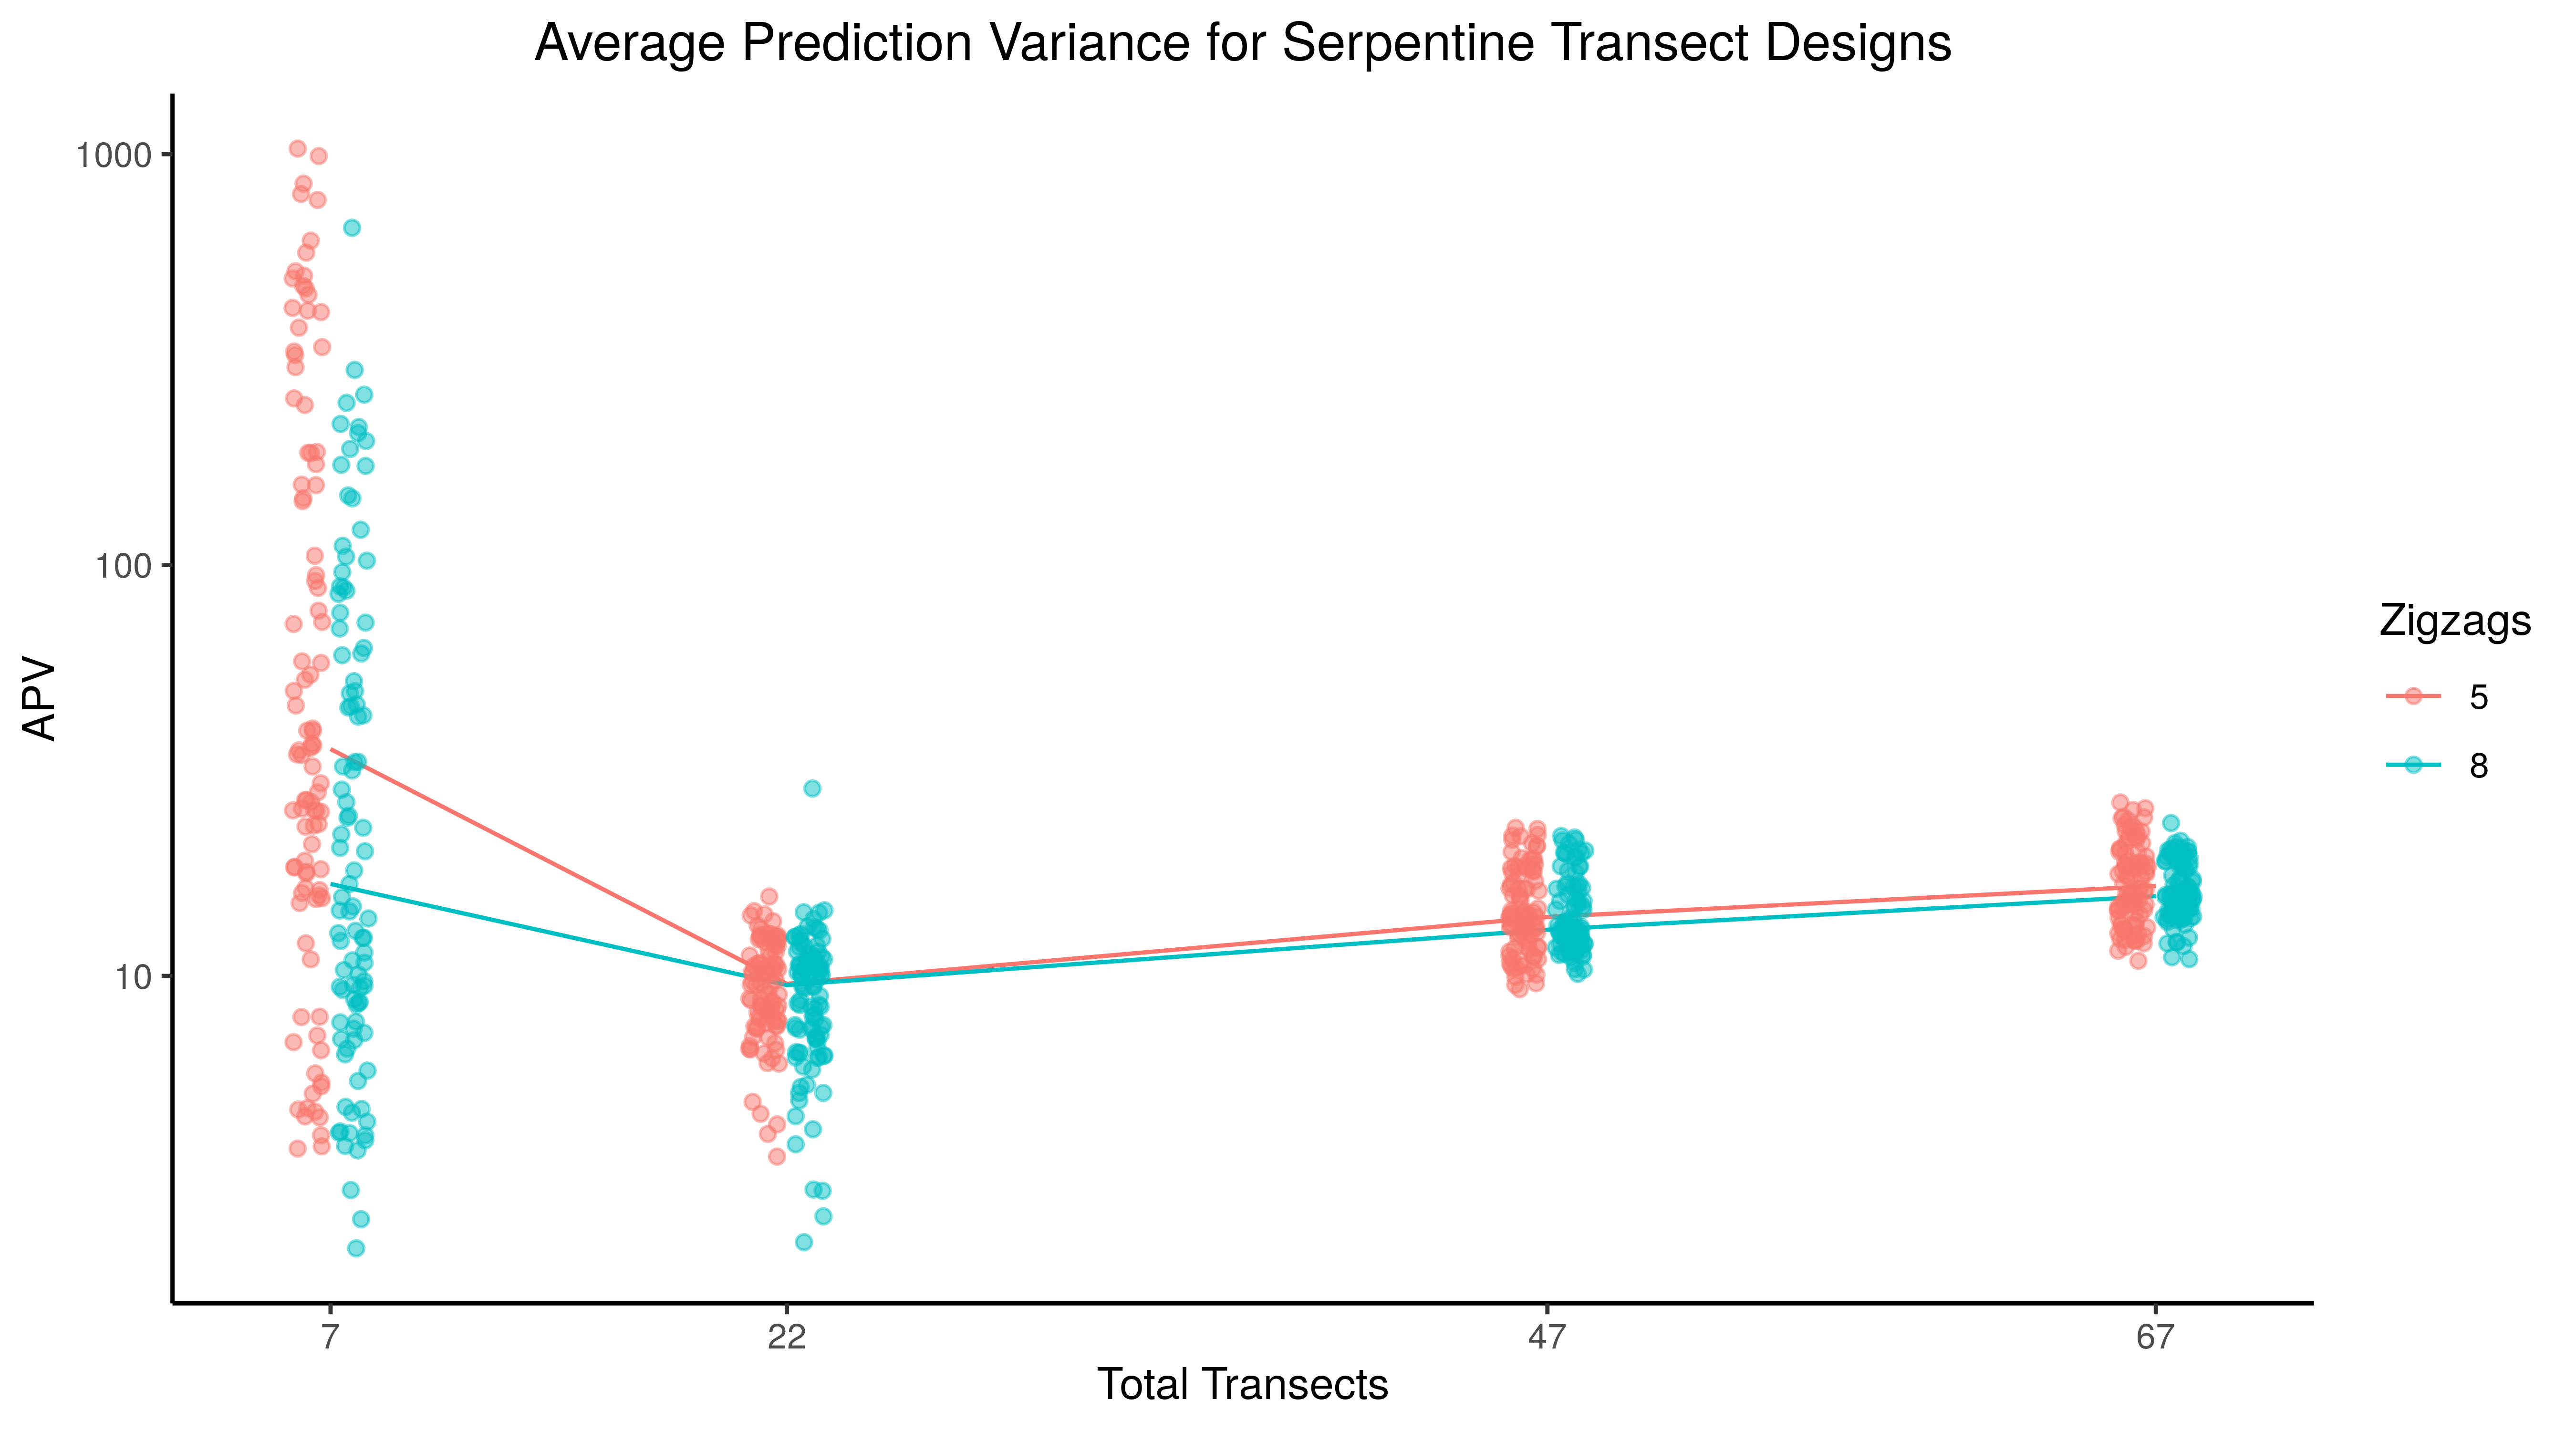 Average Prediction Variance for Serpentine Transect Designs
1000
100
10
APV
7
22
47
67
Total Transects
Zigzags
5
8